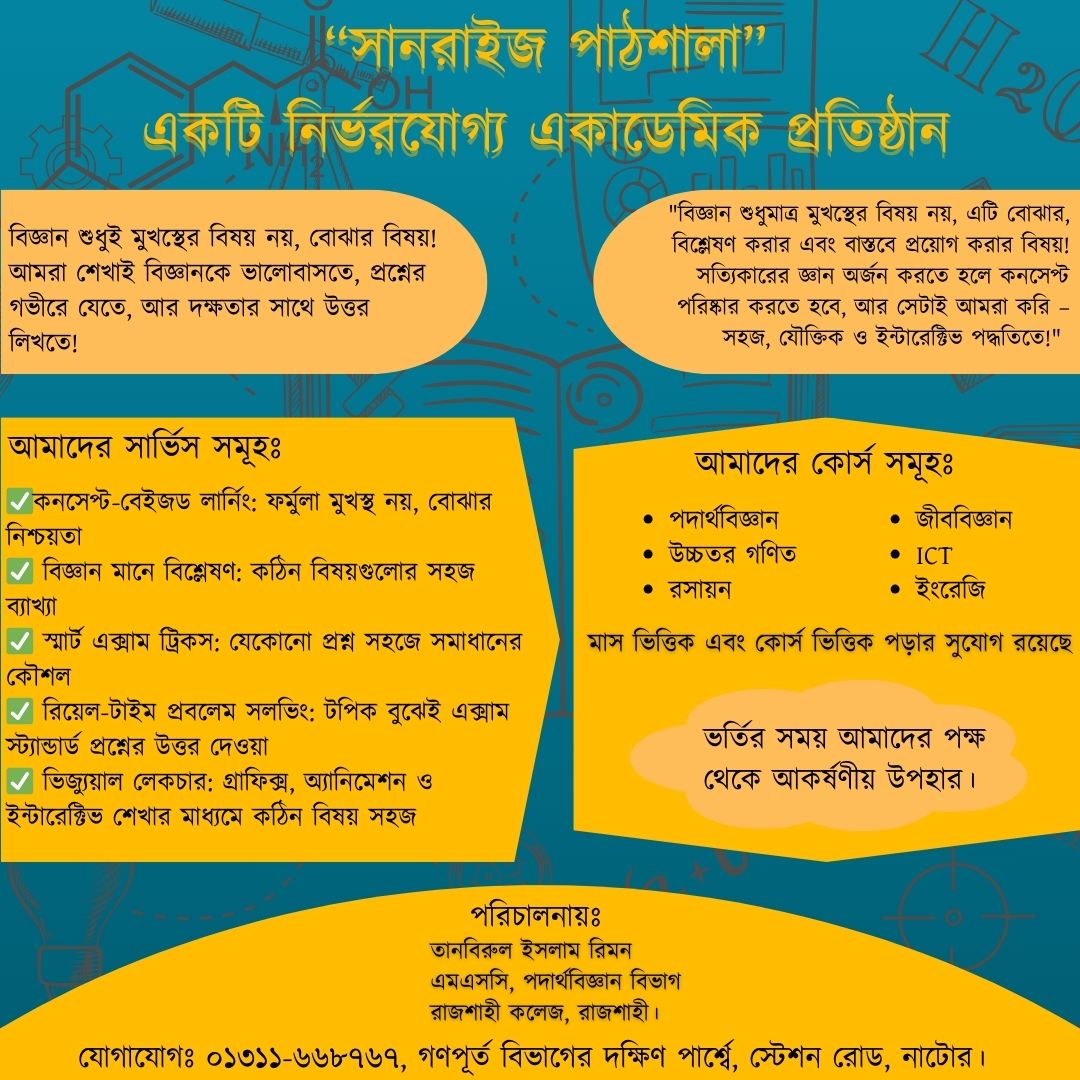 “সানরাইজ পাঠশালা”
একটি নির্ভরযোগ্য একাডেমিক প্রতিষ্ঠান
OH
NH2
H2O
বিজ্ঞান শুধুই মুখস্থের বিষয় নয়, বোঝার বিষয়!
আমরা শেখাই বিজ্ঞানকে ভালোবাসতে, প্রশ্নের
গভীরে যেতে, আর দক্ষতার সাথে উত্তর
লিখতে!
"বিজ্ঞান শুধুমাত্র মুখস্থের বিষয় নয়, এটি বোঝার,
বিশ্লেষণ করার এবং বাস্তবে প্রয়োগ করার বিষয়!
সত্যিকারের জ্ঞান অর্জন করতে হলে কনসেপ্ট
পরিষ্কার করতে হবে, আর সেটাই আমরা করি –
সহজ, যৌক্তিক ও ইন্টারেক্টিভ পদ্ধতিতে!"
আমাদের সার্ভিস সমূহঃ
✅কনসেপ্ট-বেইজড লার্নিং: ফর্মুলা মুখস্থ নয়, বোঝার
নিশ্চয়তা
✅ বিজ্ঞান মানে বিশ্লেষণ: কঠিন বিষয়গুলোর সহজ
ব্যাখ্যা
✅ স্মার্ট এক্সাম ট্রিকস: যেকোনো প্রশ্ন সহজে সমাধানের
কৌশল
✅ রিয়েল-টাইম প্রবলেম সলভিং: টপিক বুঝেই এক্সাম
স্ট্যান্ডার্ড প্রশ্নের উত্তর দেওয়া
✅ ভিজ্যুয়াল লেকচার: গ্রাফিক্স, অ্যানিমেশন ও
ইন্টারেক্টিভ শেখার মাধ্যমে কঠিন বিষয় সহজ
আমাদের কোর্স সমূহঃ
• পদার্থবিজ্ঞান
• উচ্চতর গণিত
• রসায়ন
• জীববিজ্ঞান
• ICT
• ইংরেজি
মাস ভিত্তিক এবং কোর্স ভিত্তিক পড়ার সুযোগ রয়েছে
ভর্তির সময় আমাদের পক্ষ
থেকে আকর্ষণীয় উপহার।
পরিচালনায়ঃ
তানবিরুল ইসলাম রিমন
এমএসসি, পদার্থবিজ্ঞান বিভাগ
রাজশাহী কলেজ, রাজশাহী।
যোগাযোগঃ ০১৩১১-৬৬৮৭৬৭, গণপূর্ত বিভাগের দক্ষিণ পার্শ্বে, স্টেশন রোড, নাটোর।